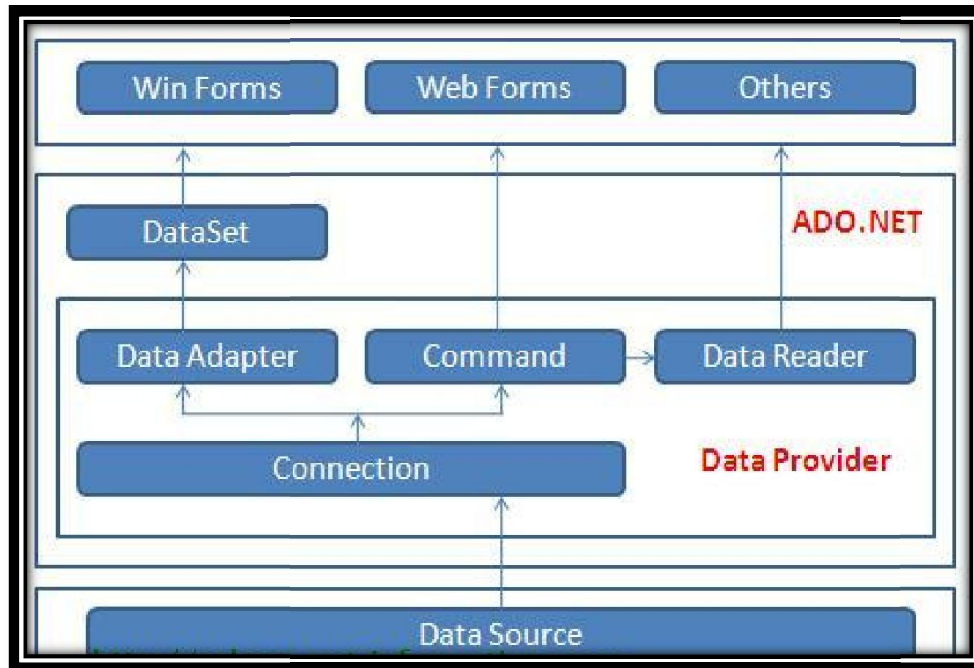 Win Forms
Web Forms
Others
DataSet
ADO.NET
Data Adapter
Command
Data Reader
Connection
Data Provider
Data Source